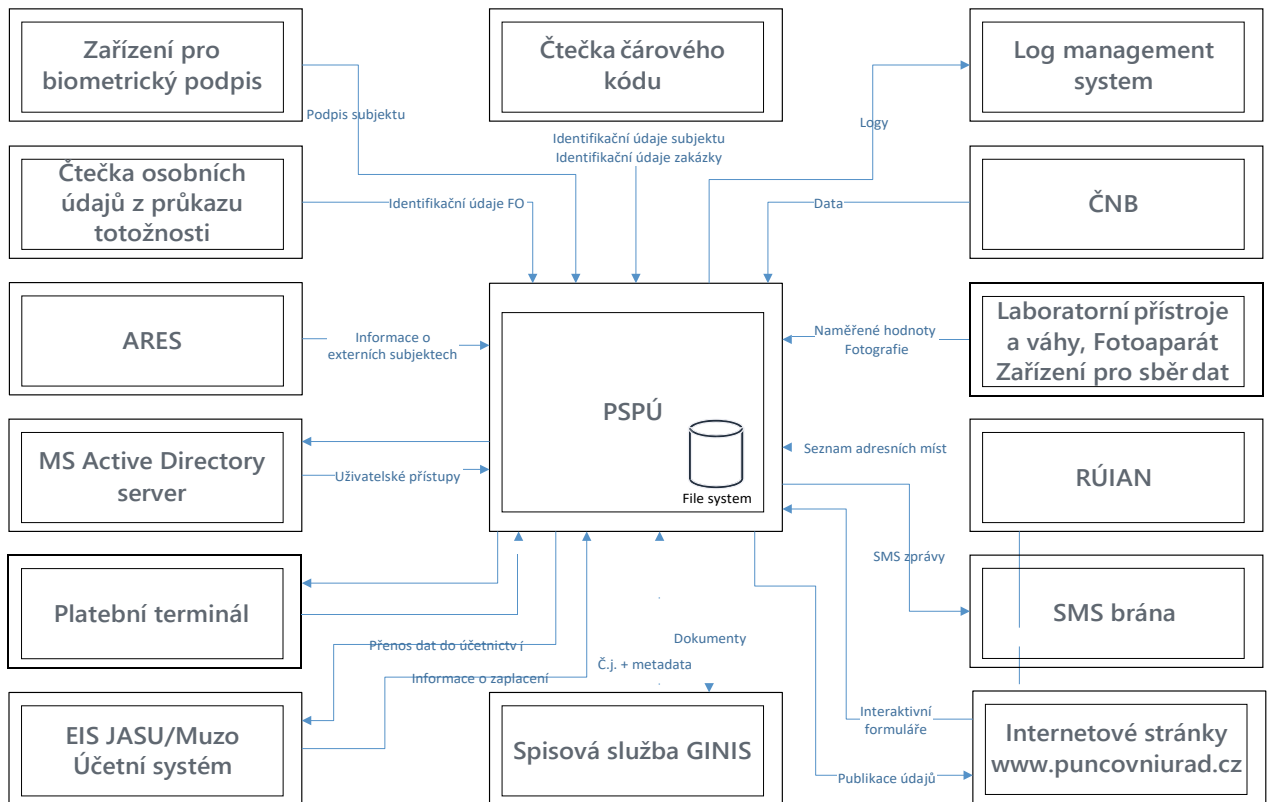 Zařízení pro
biometrický podpis
Čtečka čárového
kódu
Log management
system
Podpis subjektu
Logy
Identifikační údaje subjektu
Identifikační údaje zakázky
Čtečka osobních
údajů z průkazu
totožnosti
Identifikační údaje FO
Data
ČNB
ARES
Informace o
externích subjektech
PSPÚ
File system
Naměřené hodnoty
Fotografie
Laboratorní přístroje
a váhy, Fotoaparát
Zařízení pro sběr dat
MS Active Directory
server
Uživatelské přístupy
Seznam adresních míst
RÚIAN
SMS zprávy
Platební terminál
SMS brána
Přenos dat do účetnictv í
Dokumenty
Č.j. + metadata
Informace o zaplacení
EIS JASU/Muzo
Účetní systém
Spisová služba GINIS
Interaktivní
formuláře
Publikace údajů
Internetové stránky
www.puncovniurad.cz